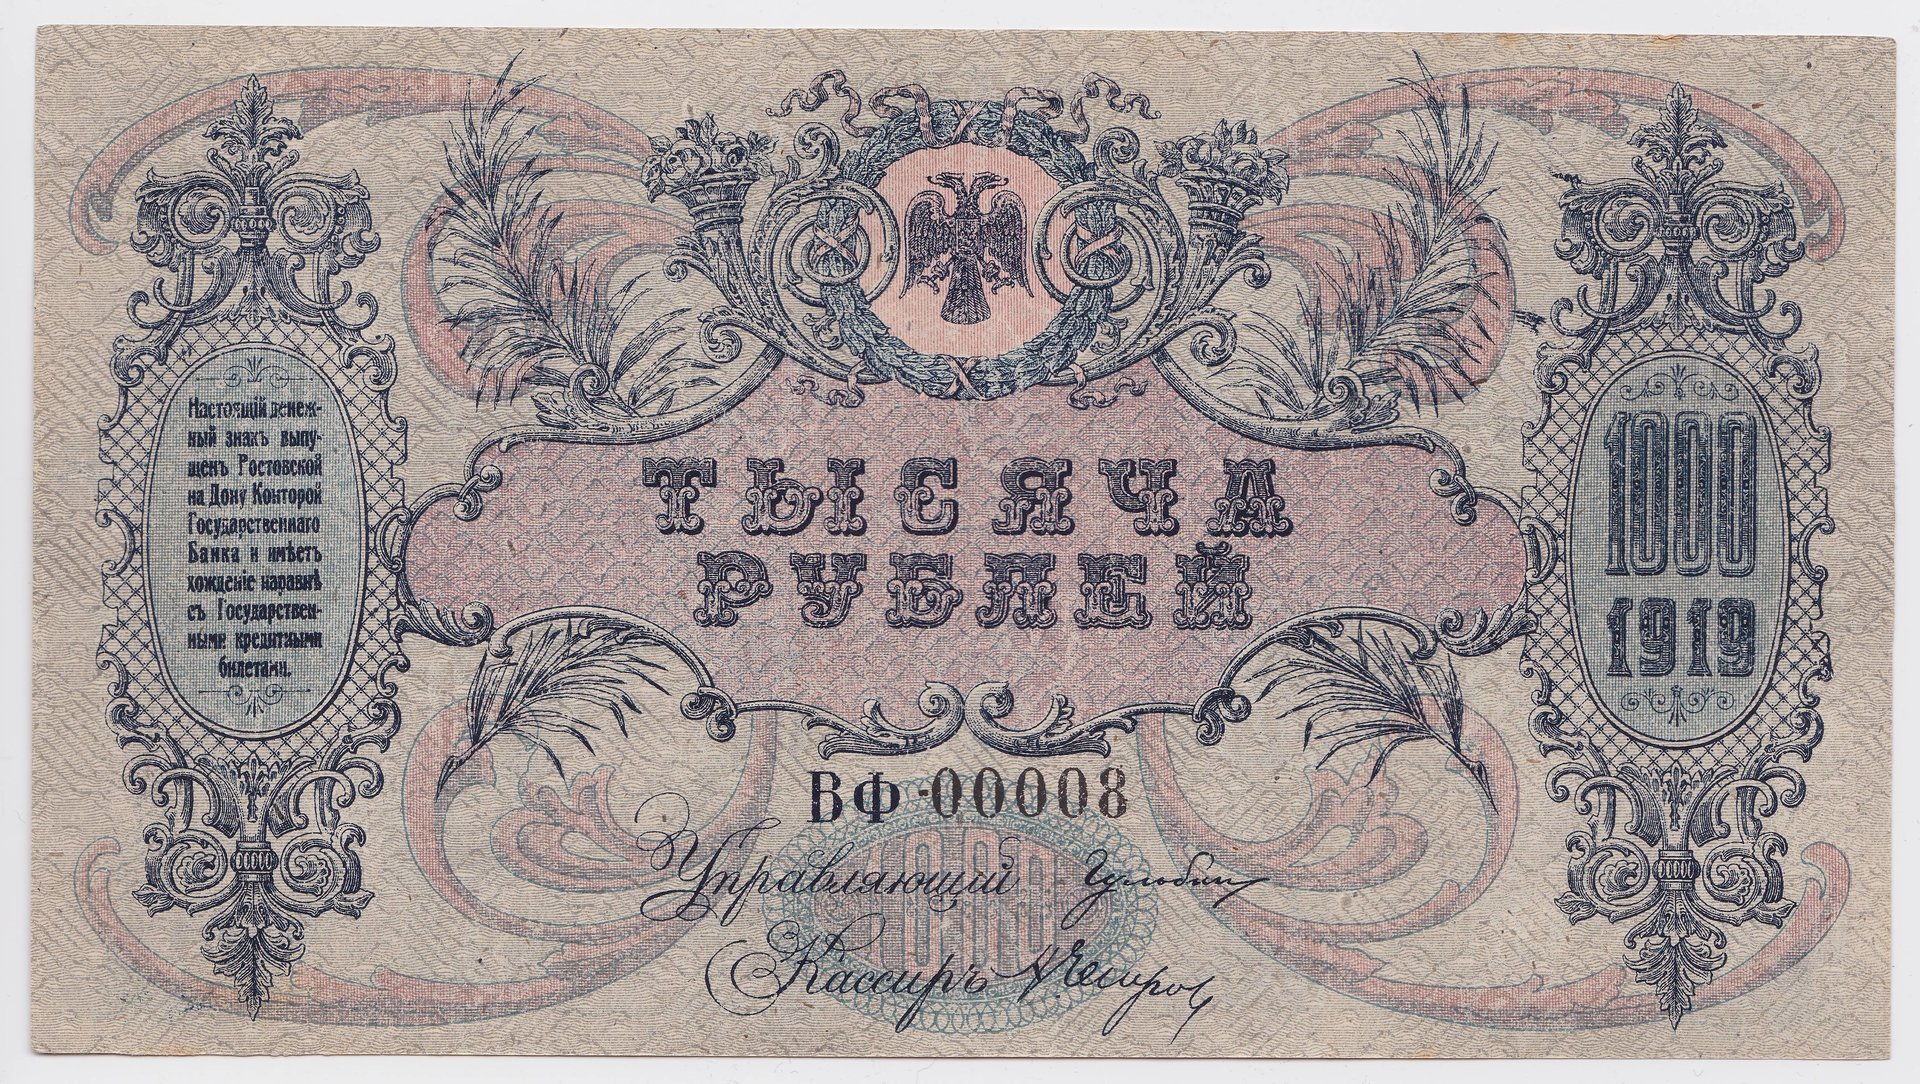 Настоящій денеж-
ный знакъ выпу-
щенъ Ростовской
на Дону Конторой
Государственнаго
Банка и имѣетъ
хожденіе наравнѣ
съ Государствен-
ными кредитными
билетами.
ТЫСЯЧА
РУБЛЕЙ
1000
1919
ВФ-00008
1000
Управляющій
Кассиръ